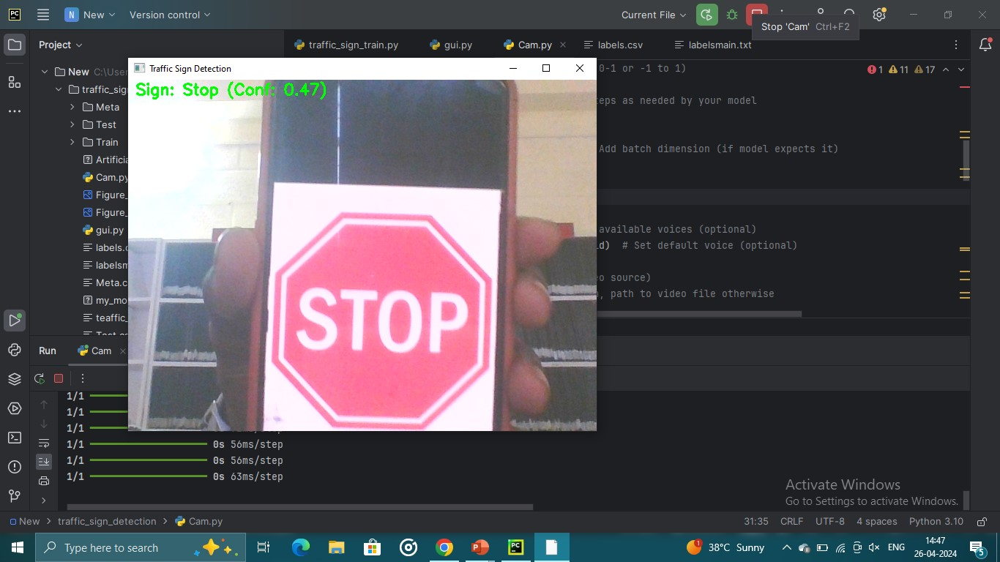 PC
N New Version control
Current File
Stop 'Cam' Ctrl+F2
Project
traffic_sign_train.py gui.py Cam.py labels.csv labelsmain.txt
New C:\User
Traffic Sign Detection
0-1 or -1 to 1)
1 11 17
traffic_sig
Sign: Stop (Conf: 0.47)
teps as needed by your model
Meta
Test
Train
Add batch dimension (if model expects it)
Artificia
Cam.py
Figure_
Figure_
gui.py
available voices (optional)
labels.c
id) # Set default voice (optional)
labelsm
Meta.c
eo source)
my_mo
, path to video file otherwise
teaffic_
STOP
Run Cam
1/1
1/1
1/1
1/1 0s 56ms/step
1/1 0s 56ms/step
1/1 0s 63ms/step
Activate Windows
Go to Settings to activate Windows.
New > traffic_sign_detection > Cam.py
31:35 CRLF UTF-8 4 spaces Python 3.10
Type here to search
PC
1 38°C Sunny
ENG
14:47
26-04-2024
5